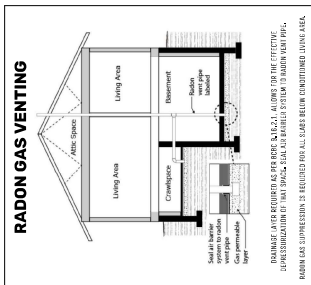 RADON GAS VENTING
Attic Space
Living Area
Living Area
Crawlspace
Basement
Radon
vent pipe
labeled
Seal air barrier
system to radon
vent pipe
Gas permeable
layer
DRAINAGE LAYER REQUIRED AS PER BCBC 9.16.2.1. ALLOWS FOR THE EFFECTIVE
DEPRESSURIZATION OF THAT SPACE. SEAL AIR BARRIER SYSTEM TO RADON VENT PIPE.
RADON GAS SUPPRESSION IS REQUIRED FOR ALL SLABS BELOW CONDITIONED LIVING AREA.